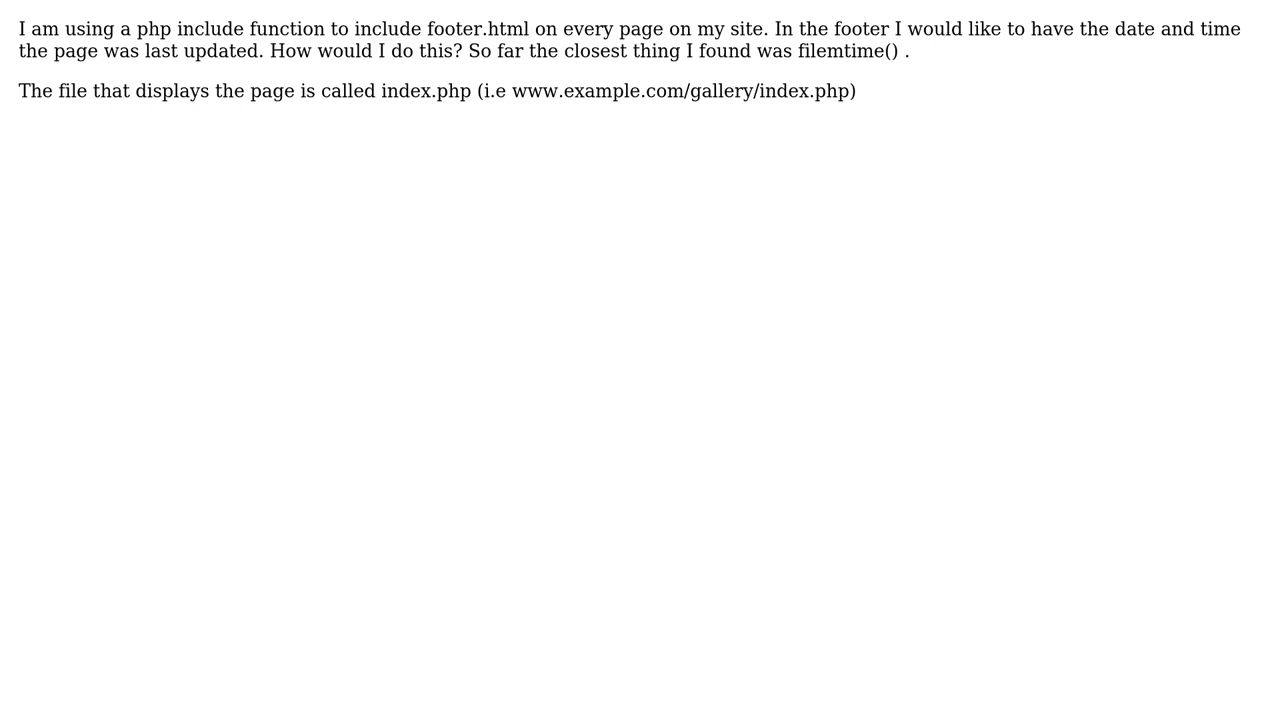 I am using a php include function to include footer.html on every page on my site. In the footer I would like to have the date and time
the page was last updated. How would I do this? So far the closest thing I found was filemtime() .
The file that displays the page is called index.php (i.e www.example.com/gallery/index.php)